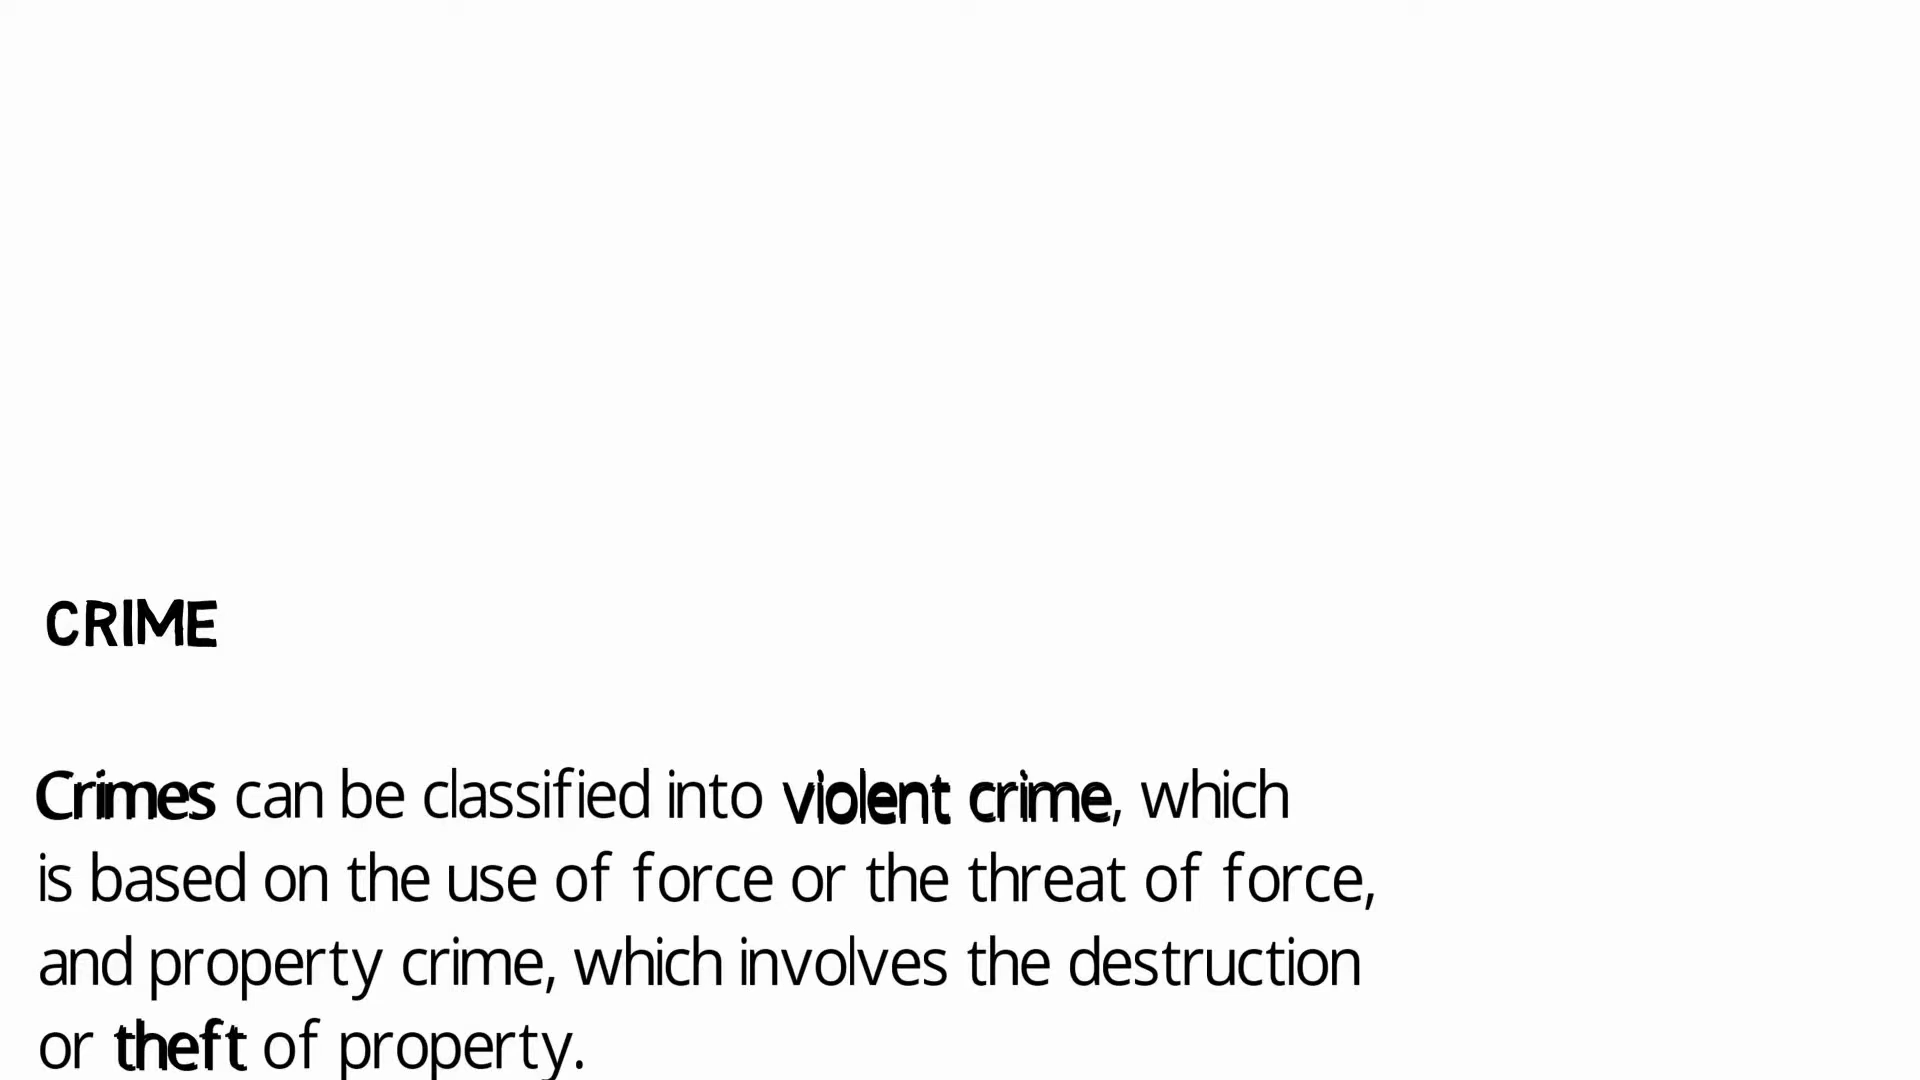 CRIME
Crimes can be classified into violent crime, which
is based on the use of force or the threat of force,
and property crime, which involves the destruction
or theft of property.